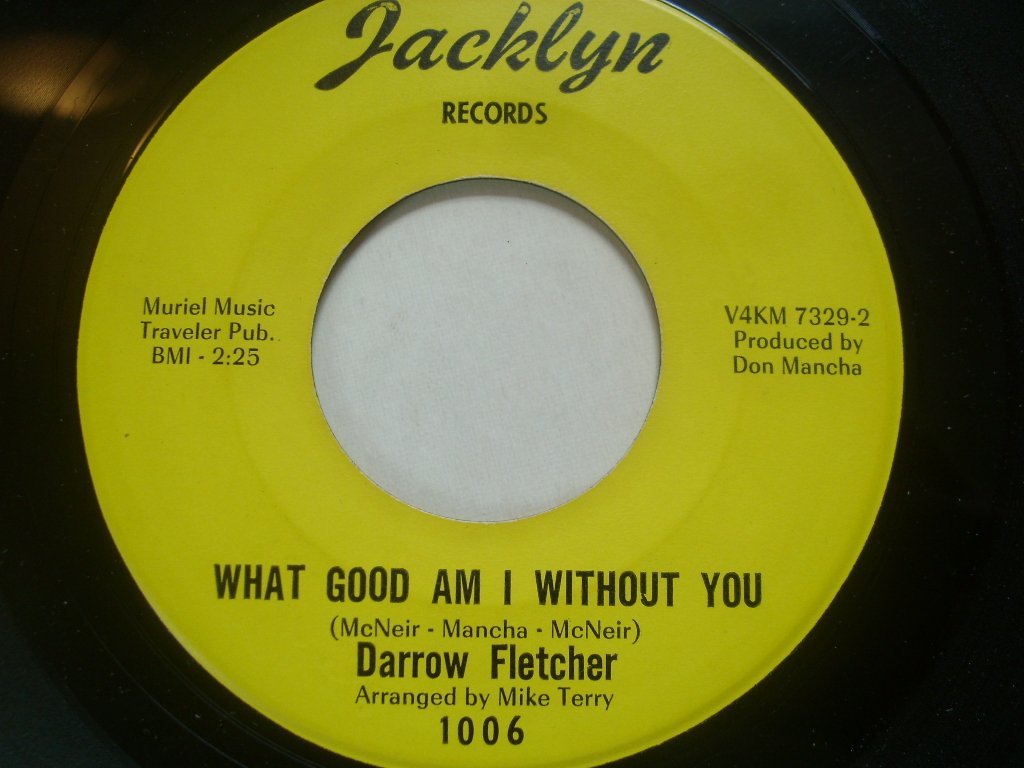 Jacklyn
RECORDS
Muriel Music
Traveler Pub.
BMI - 2:25
V4KM 7329-2
Produced by
Don Mancha
WHAT GOOD AM I WITHOUT YOU
(McNeir - Mancha - McNeir)
Darrow Fletcher
Arranged by Mike Terry
1006